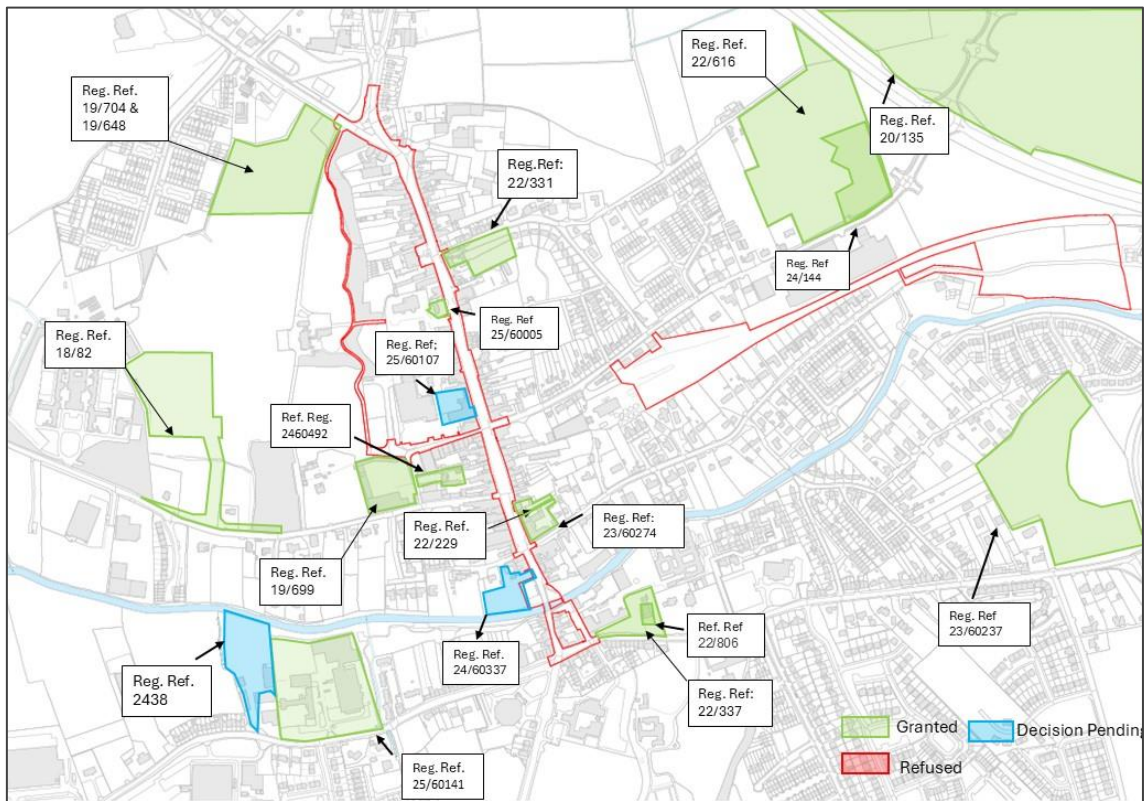 Reg. Ref.
22/616
Reg. Ref.
19/704 &
19/648
Reg. Ref.
20/135
Reg.Ref:
22/331
Reg. Ref
24/144
Reg. Ref
25/60005
Reg. Ref.
18/82
Reg. Ref;
25/60107
Ref. Reg.
2460492
Reg. Ref.
22/229
Reg. Ref:
23/60274
Reg. Ref.
19/699
Reg. Ref
23/60237
Ref. Ref
22/806
Reg. Ref.
24/60337
Reg. Ref.
2438
Reg. Ref:
22/337
Granted
Decision Pending
Refused
Reg. Ref.
25/60141